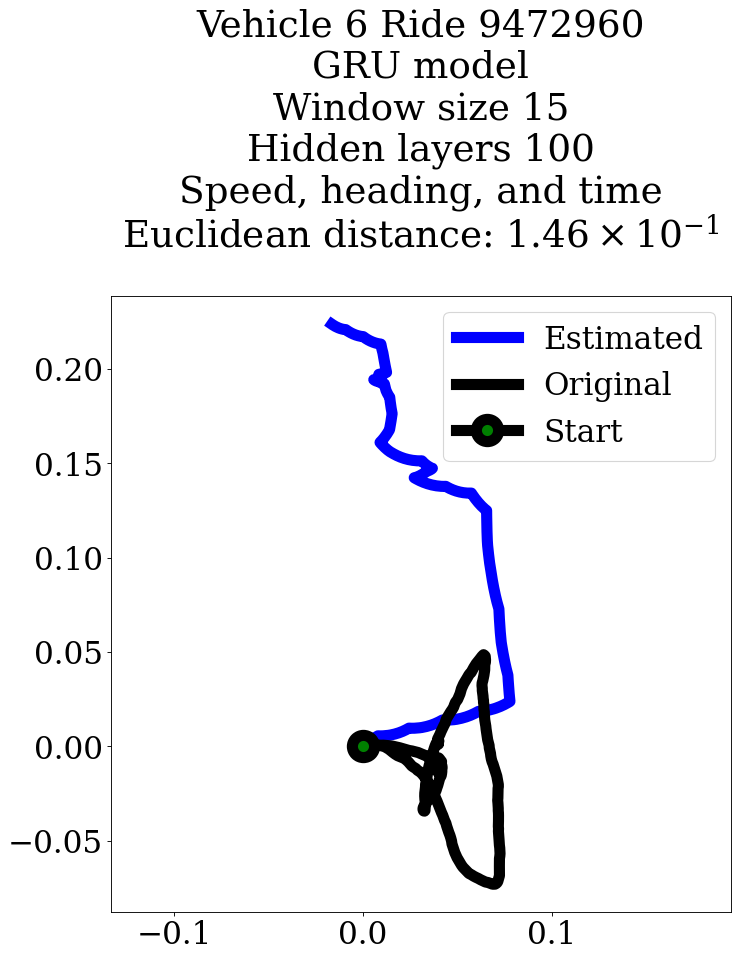 Vehicle 6 Ride 9472960
GRU model
Window size 15
Hidden layers 100
Speed, heading, and time
Euclidean distance: 1.46 × 10⁻¹
Estimated
Original
Start
0.20
0.15
0.10
0.05
0.00
−0.05
−0.1
0.0
0.1